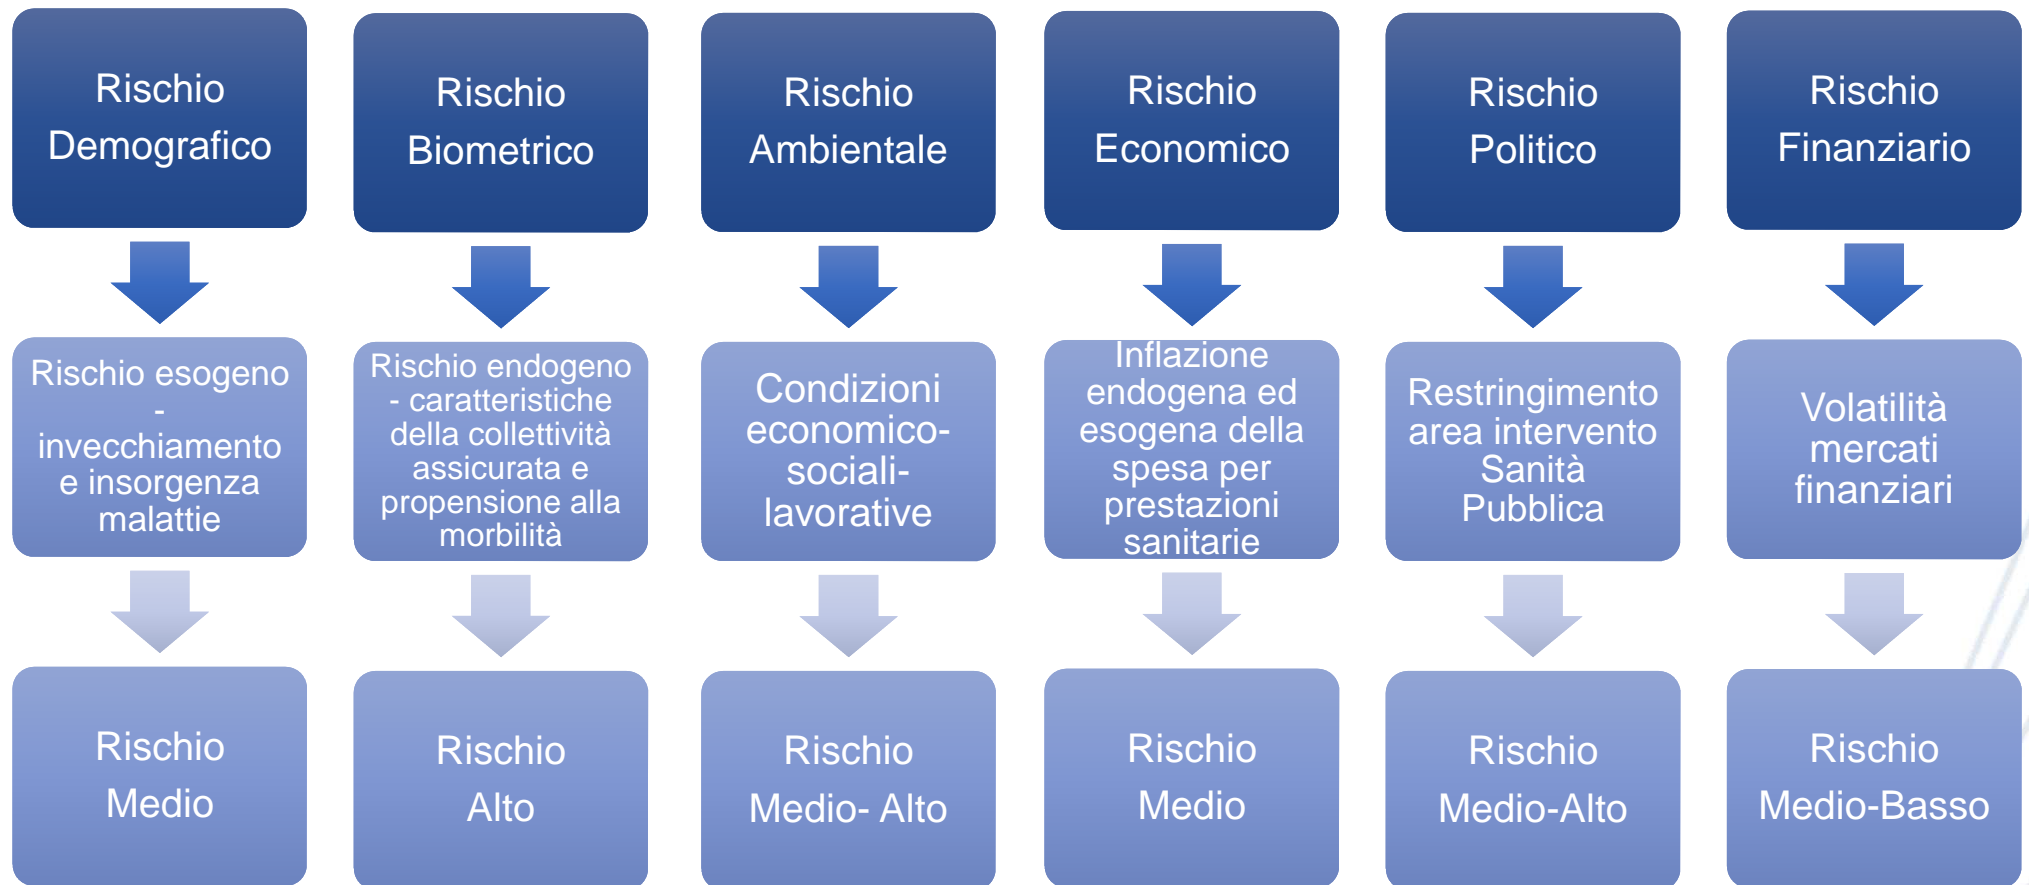 Rischio
Demografico
Rischio
Biometrico
Rischio
Ambientale
Rischio
Economico
Rischio
Politico
Rischio
Finanziario
Rischio esogeno
-
invecchiamento
e insorgenza
malattie
Rischio endogeno
- caratteristiche
della collettività
assicurata e
propensione alla
morbilità
Condizioni
economico-
sociali-
lavorative
Inflazione
endogena ed
esogena della
spesa per
prestazioni
sanitarie
Restringimento
area intervento
Sanità
Pubblica
Volatilità
mercati
finanziari
Rischio
Medio
Rischio
Alto
Rischio
Medio- Alto
Rischio
Medio
Rischio
Medio-Alto
Rischio
Medio-Basso